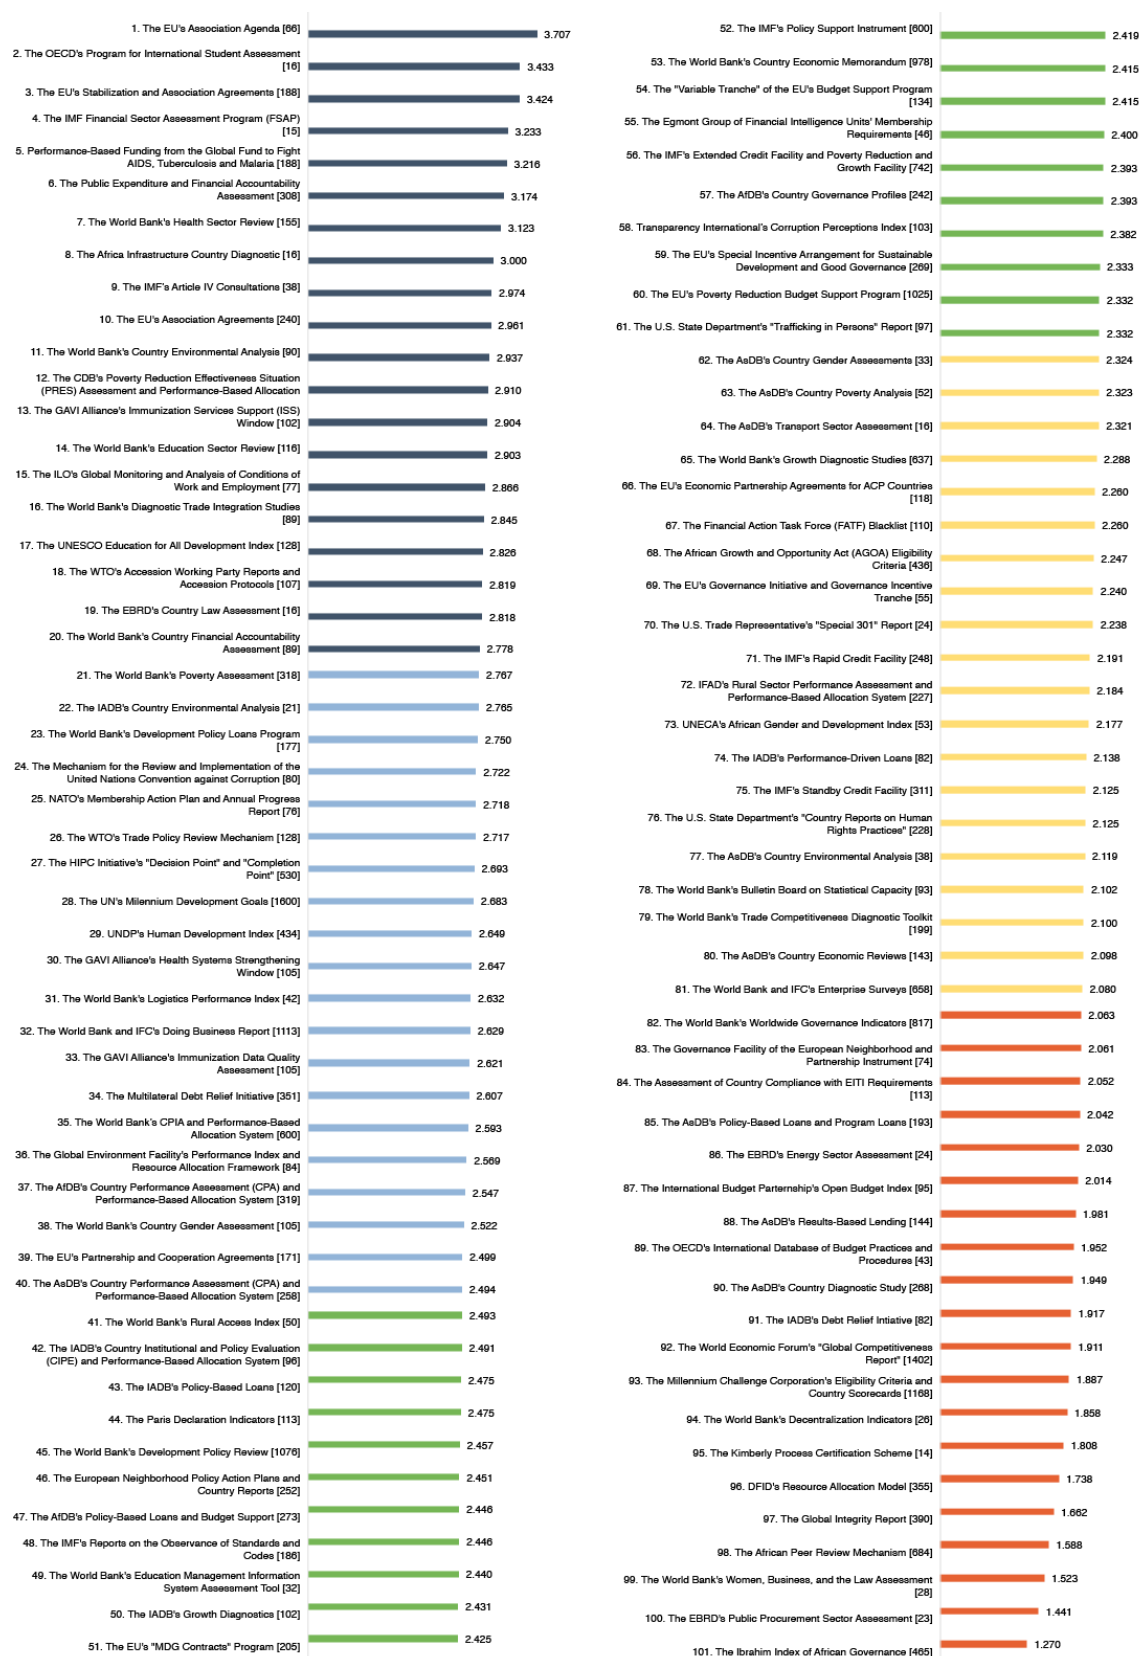 1. The EU's Association Agenda [66]
3.707
2. The OECD's Program for International Student Assessment
[16]
3.433
3. The EU's Stabilization and Association Agreements [188]
3.424
4. The IMF Financial Sector Assessment Program (FSAP)
[15]
3.233
5. Performance-Based Funding from the Global Fund to Fight
AIDS, Tuberculosis and Malaria [188]
3.216
6. The Public Expenditure and Financial Accountability
Assessment [308]
3.174
7. The World Bank's Health Sector Review [155]
3.123
8. The Africa Infrastructure Country Diagnostic [16]
3.000
9. The IMF's Article IV Consultations [38]
2.974
10. The EU's Association Agreements [240]
2.961
11. The World Bank's Country Environmental Analysis [90]
2.937
12. The CDB's Poverty Reduction Effectiveness Situation
(PRES) Assessment and Performance-Based Allocation
2.910
13. The GAVI Alliance's Immunization Services Support (ISS)
Window [102]
2.904
14. The World Bank's Education Sector Review [116]
2.903
15. The ILO's Global Monitoring and Analysis of Conditions of
Work and Employment [77]
2.866
16. The World Bank's Diagnostic Trade Integration Studies
[89]
2.845
17. The UNESCO Education for All Development Index [128]
2.826
18. The WTO's Accession Working Party Reports and
Accession Protocols [107]
2.819
19. The EBRD's Country Law Assessment [16]
2.818
20. The World Bank's Country Financial Accountability
Assessment [89]
2.778
21. The World Bank's Poverty Assessment [318]
2.767
22. The IADB's Country Environmental Analysis [21]
2.765
23. The World Bank's Development Policy Loans Program
[177]
2.750
24. The Mechanism for the Review and Implementation of the
United Nations Convention against Corruption [80]
2.722
25. NATO's Membership Action Plan and Annual Progress
Report [76]
2.718
26. The WTO's Trade Policy Review Mechanism [128]
2.717
27. The HIPC Initiative's "Decision Point" and "Completion
Point" [530]
2.693
28. The UN's Milennium Development Goals [1600]
2.683
29. UNDP's Human Development Index [434]
2.649
30. The GAVI Alliance's Health Systems Strengthening
Window [105]
2.647
31. The World Bank's Logistics Performance Index [42]
2.632
32. The World Bank and IFC's Doing Business Report [1113]
2.629
33. The GAVI Alliance's Immunization Data Quality
Assessment [105]
2.621
34. The Multilateral Debt Relief Initiative [351]
2.607
35. The World Bank's CPIA and Performance-Based
Allocation System [600]
2.593
36. The Global Environment Facility's Performance Index and
Resource Allocation Framework [84]
2.569
37. The AfDB's Country Performance Assessment (CPA) and
Performance-Based Allocation System [319]
2.547
38. The World Bank's Country Gender Assessment [105]
2.522
39. The EU's Partnership and Cooperation Agreements [171]
2.499
40. The AsDB's Country Performance Assessment (CPA) and
Performance-Based Allocation System [258]
2.494
41. The World Bank's Rural Access Index [50]
2.493
42. The IADB's Country Institutional and Policy Evaluation
(CIPE) and Performance-Based Allocation System [96]
2.491
43. The IADB's Policy-Based Loans [120]
2.475
44. The Paris Declaration Indicators [113]
2.475
45. The World Bank's Development Policy Review [1076]
2.457
46. The European Neighborhood Policy Action Plans and
Country Reports [252]
2.451
47. The AfDB's Policy-Based Loans and Budget Support [273]
2.446
48. The IMF's Reports on the Observance of Standards and
Codes [186]
2.446
49. The World Bank's Education Management Information
System Assessment Tool [32]
2.440
50. The IADB's Growth Diagnostics [102]
2.431
51. The EU's "MDG Contracts" Program [205]
2.425
52. The IMF's Policy Support Instrument [600]
2.419
53. The World Bank's Country Economic Memorandum [978]
2.415
54. The "Variable Tranche" of the EU's Budget Support Program
[134]
2.415
55. The Egmont Group of Financial Intelligence Units' Membership
Requirements [46]
2.400
56. The IMF's Extended Credit Facility and Poverty Reduction and
Growth Facility [742]
2.393
57. The AfDB's Country Governance Profiles [242]
2.393
58. Transparency International's Corruption Perceptions Index [103]
2.382
59. The EU's Special Incentive Arrangement for Sustainable
Development and Good Governance [269]
2.333
60. The EU's Poverty Reduction Budget Support Program [1025]
2.332
61. The U.S. State Department's "Trafficking in Persons" Report [97]
2.332
62. The AsDB's Country Gender Assessments [33]
2.324
63. The AsDB's Country Poverty Analysis [52]
2.323
64. The AsDB's Transport Sector Assessment [16]
2.321
65. The World Bank's Growth Diagnostic Studies [637]
2.288
66. The EU's Economic Partnership Agreements for ACP Countries
[118]
2.260
67. The Financial Action Task Force (FATF) Blacklist [110]
2.260
68. The African Growth and Opportunity Act (AGOA) Eligibility
Criteria [436]
2.247
69. The EU's Governance Initiative and Governance Incentive
Tranche [55]
2.240
70. The U.S. Trade Representative's "Special 301" Report [24]
2.238
71. The IMF's Rapid Credit Facility [248]
2.191
72. IFAD's Rural Sector Performance Assessment and
Performance-Based Allocation System [227]
2.184
73. UNECA's African Gender and Development Index [53]
2.177
74. The IADB's Performance-Driven Loans [82]
2.138
75. The IMF's Standby Credit Facility [311]
2.125
76. The U.S. State Department's "Country Reports on Human
Rights Practices" [228]
2.125
77. The AsDB's Country Environmental Analysis [38]
2.119
78. The World Bank's Bulletin Board on Statistical Capacity [93]
2.102
79. The World Bank's Trade Competitiveness Diagnostic Toolkit
[199]
2.100
80. The AsDB's Country Economic Reviews [143]
2.098
81. The World Bank and IFC's Enterprise Surveys [658]
2.080
82. The World Bank's Worldwide Governance Indicators [817]
2.063
83. The Governance Facility of the European Neighborhood and
Partnership Instrument [74]
2.061
84. The Assessment of Country Compliance with EITI Requirements
[113]
2.052
85. The AsDB's Policy-Based Loans and Program Loans [193]
2.042
86. The EBRD's Energy Sector Assessment [24]
2.030
87. The International Budget Parternship's Open Budget Index [95]
2.014
88. The AsDB's Results-Based Lending [144]
1.981
89. The OECD's International Database of Budget Practices and
Procedures [43]
1.952
90. The AsDB's Country Diagnostic Study [268]
1.949
91. The IADB's Debt Relief Intiative [82]
1.917
92. The World Economic Forum's "Global Competitiveness
Report" [1402]
1.911
93. The Millennium Challenge Corporation's Eligibility Criteria and
Country Scorecards [1168]
1.887
94. The World Bank's Decentralization Indicators [26]
1.858
95. The Kimberly Process Certification Scheme [14]
1.808
96. DFID's Resource Allocation Model [355]
1.738
97. The Global Integrity Report [390]
1.662
98. The African Peer Review Mechanism [684]
1.588
99. The World Bank's Women, Business, and the Law Assessment
[28]
1.523
100. The EBRD's Public Procurement Sector Assessment [23]
1.441
101. The Ibrahim Index of African Governance [465]
1.270